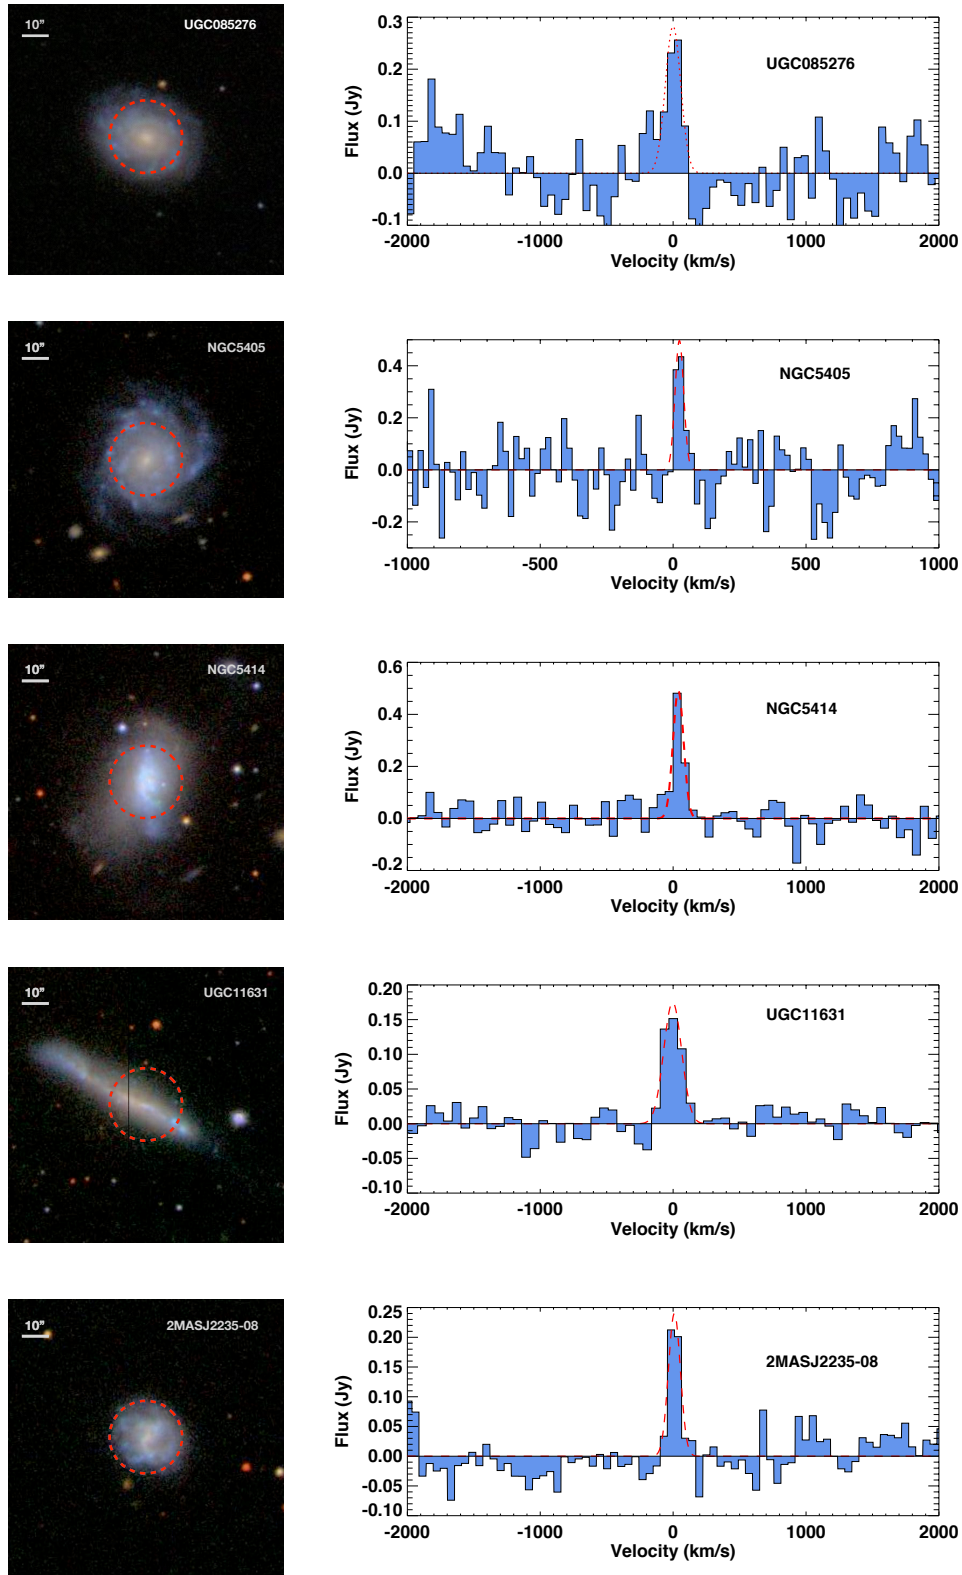 10"
UGC085276
0.3
0.2
0.1
0.0
-0.1
Flux (Jy)
UGC085276
-2000 -1000 0 1000 2000
Velocity (km/s)
10"
NGC5405
0.4
0.2
0.0
-0.2
Flux (Jy)
NGC5405
-1000 -500 0 500 1000
Velocity (km/s)
10"
NGC5414
0.6
0.4
0.2
0.0
-0.2
Flux (Jy)
NGC5414
-2000 -1000 0 1000 2000
Velocity (km/s)
10"
UGC11631
0.20
0.15
0.10
0.05
0.00
-0.05
-0.10
Flux (Jy)
UGC11631
-2000 -1000 0 1000 2000
Velocity (km/s)
10"
2MASJ2235-08
0.25
0.20
0.15
0.10
0.05
0.00
-0.05
-0.10
Flux (Jy)
2MASJ2235-08
-2000 -1000 0 1000 2000
Velocity (km/s)